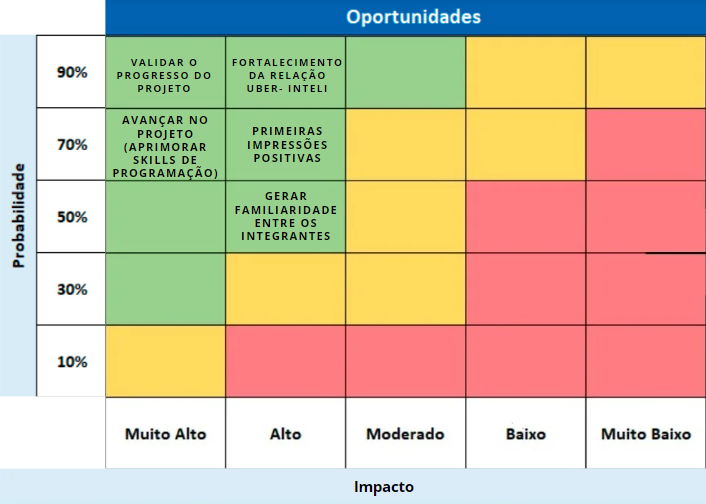 Oportunidades
90%
VALIDAR O
PROGRESSO DO
PROJETO
FORTALECIMENTO
DA RELAÇÃO
UBER- INTELI
70%
AVANÇAR NO
PROJETO
(APRIMORAR
SKILLS DE
PROGRAMAÇÃO)
PRIMEIRAS
IMPRESSÕES
POSITIVAS
Probabilidade
50%
GERAR
FAMILIARIDADE
ENTRE OS
INTEGRANTES
30%
10%
Muito Alto
Alto
Moderado
Baixo
Muito Baixo
Impacto